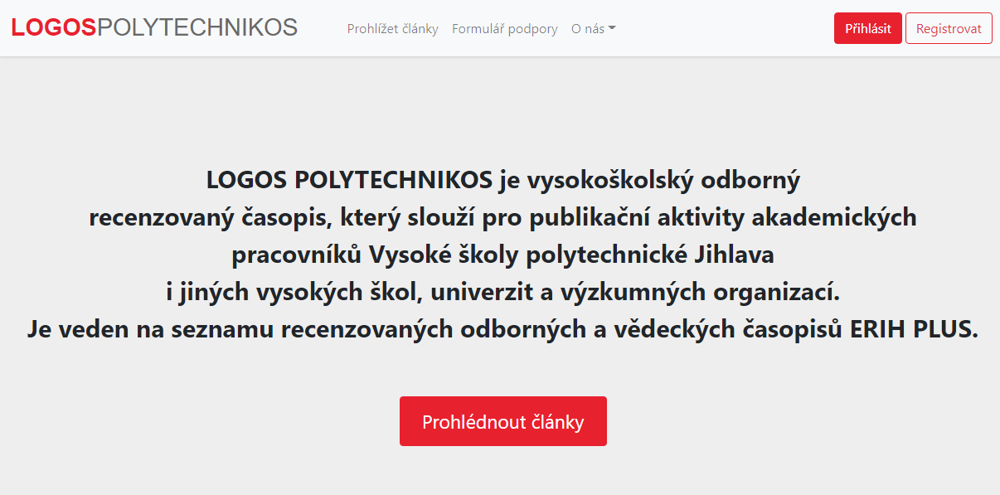 LOGOSPOLYTECHNIKOS Prohlížet články Formulář podpory O nás Přihlásit Registrovat
LOGOS POLYTECHNIKOS je vysokoškolský odborný
recenzovaný časopis, který slouží pro publikační aktivity akademických
pracovníků Vysoké školy polytechnické Jihlava
i jiných vysokých škol, univerzit a výzkumných organizací.
Je veden na seznamu recenzovaných odborných a vědeckých časopisů ERIH PLUS.
Prohlédnout články